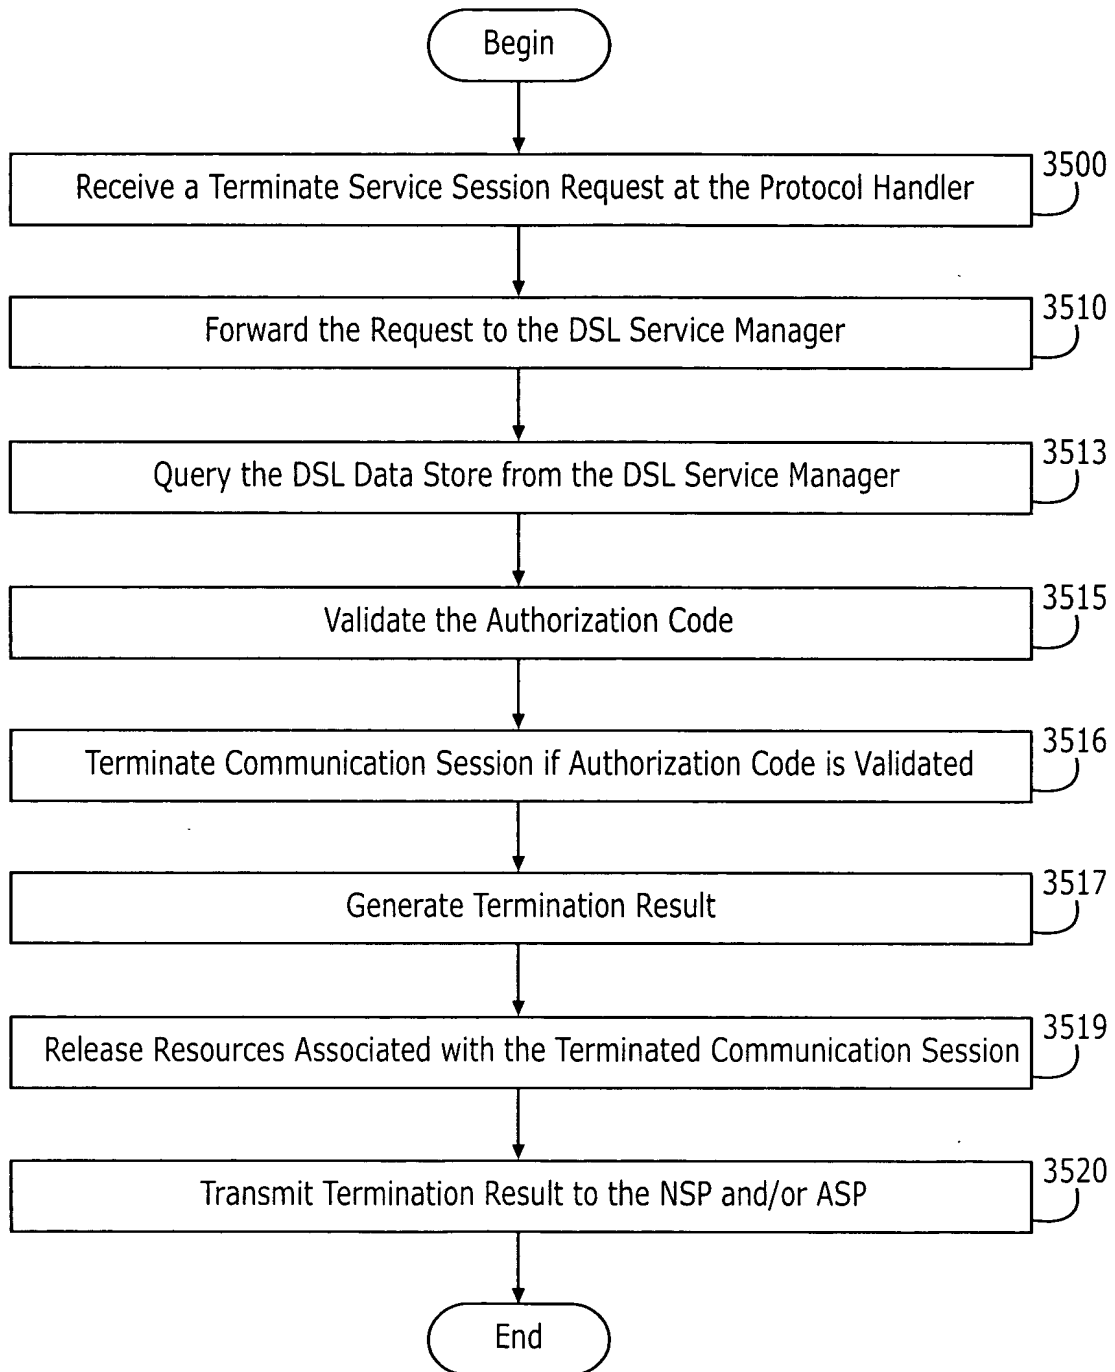 Begin
Receive a Terminate Service Session Request at the Protocol Handler
3500
Forward the Request to the DSL Service Manager
3510
Query the DSL Data Store from the DSL Service Manager
3513
Validate the Authorization Code
3515
Terminate Communication Session if Authorization Code is Validated
3516
Generate Termination Result
3517
Release Resources Associated with the Terminated Communication Session
3519
Transmit Termination Result to the NSP and/or ASP
3520
End